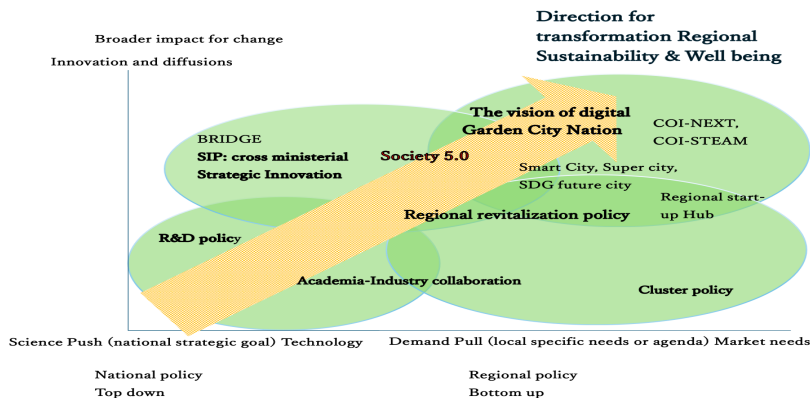 Direction for
transformation Regional
Sustainability & Well being
Broader impact for change
Innovation and diffusions
The vision of digital
Garden City Nation
COI-NEXT,
COI-STEAM
BRIDGE
SIP: cross ministerial
Strategic Innovation
Society 5.0
Smart City, Super city,
SDG future city
Regional start-
up Hub
Regional revitalization policy
R&D policy
Academia-Industry collaboration
Cluster policy
Science Push (national strategic goal) Technology
Demand Pull (local specific needs or agenda) Market needs
National policy
Top down
Regional policy
Bottom up